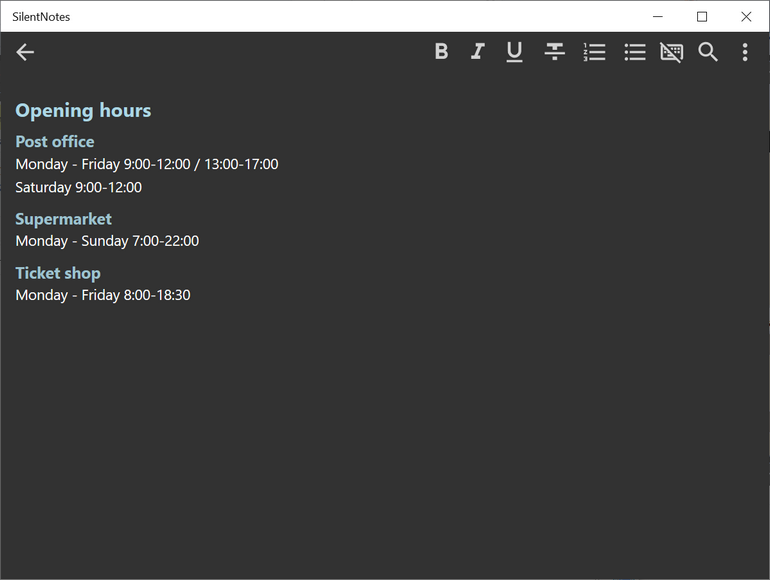 SilentNotes
Opening hours
Post office
Monday - Friday 9:00-12:00 / 13:00-17:00
Saturday 9:00-12:00
Supermarket
Monday - Sunday 7:00-22:00
Ticket shop
Monday - Friday 8:00-18:30